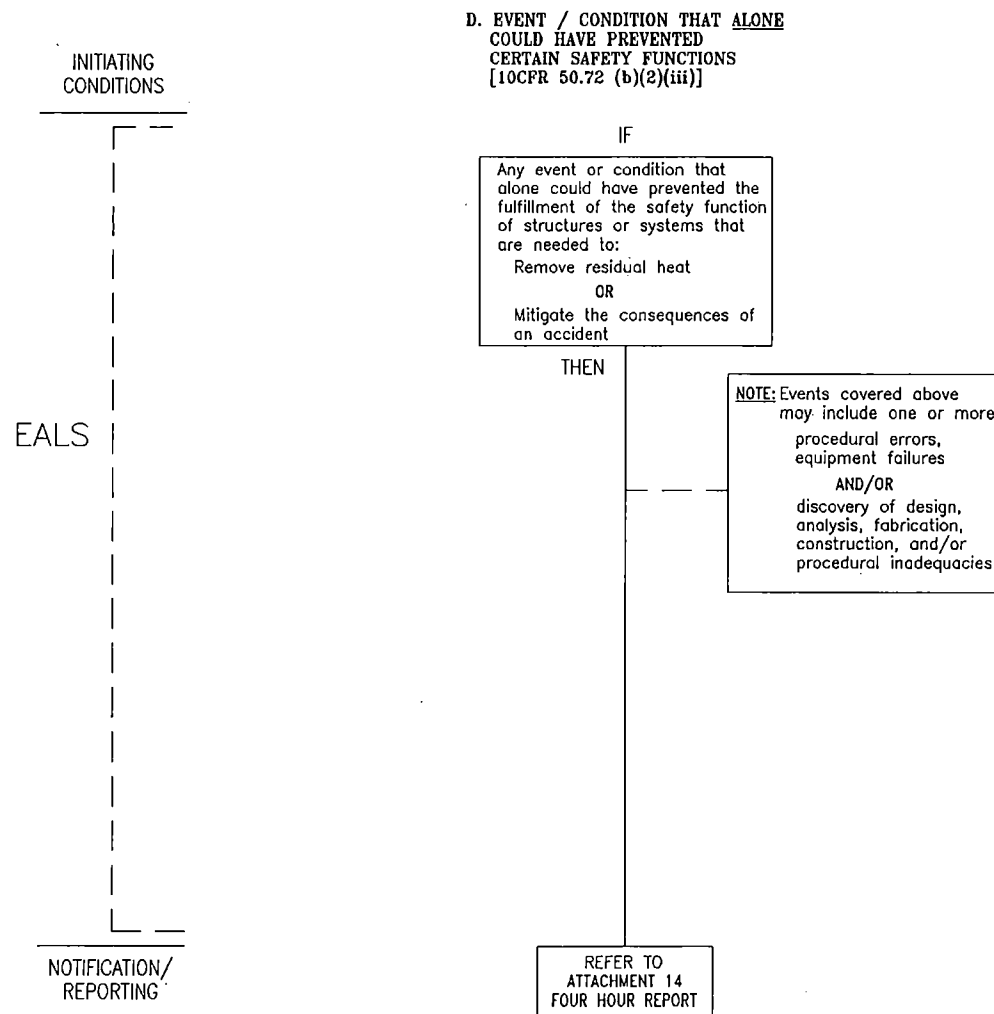 D. EVENT / CONDITION THAT ALONE
COULD HAVE PREVENTED
CERTAIN SAFETY FUNCTIONS
[10CFR 50.72 (b)(2)(iii)]
INITIATING
CONDITIONS
IF
Any event or condition that
alone could have prevented the
fulfillment of the safety function
of structures or systems that
are needed to:
Remove residual heat
OR
Mitigate the consequences of
an accident
THEN
NOTE: Events covered above
may include one or more
procedural errors,
equipment failures
AND/OR
discovery of design,
analysis, fabrication,
construction, and/or
procedural inadequacies
EALS
NOTIFICATION/
REPORTING
REFER TO
ATTACHMENT 14
FOUR HOUR REPORT